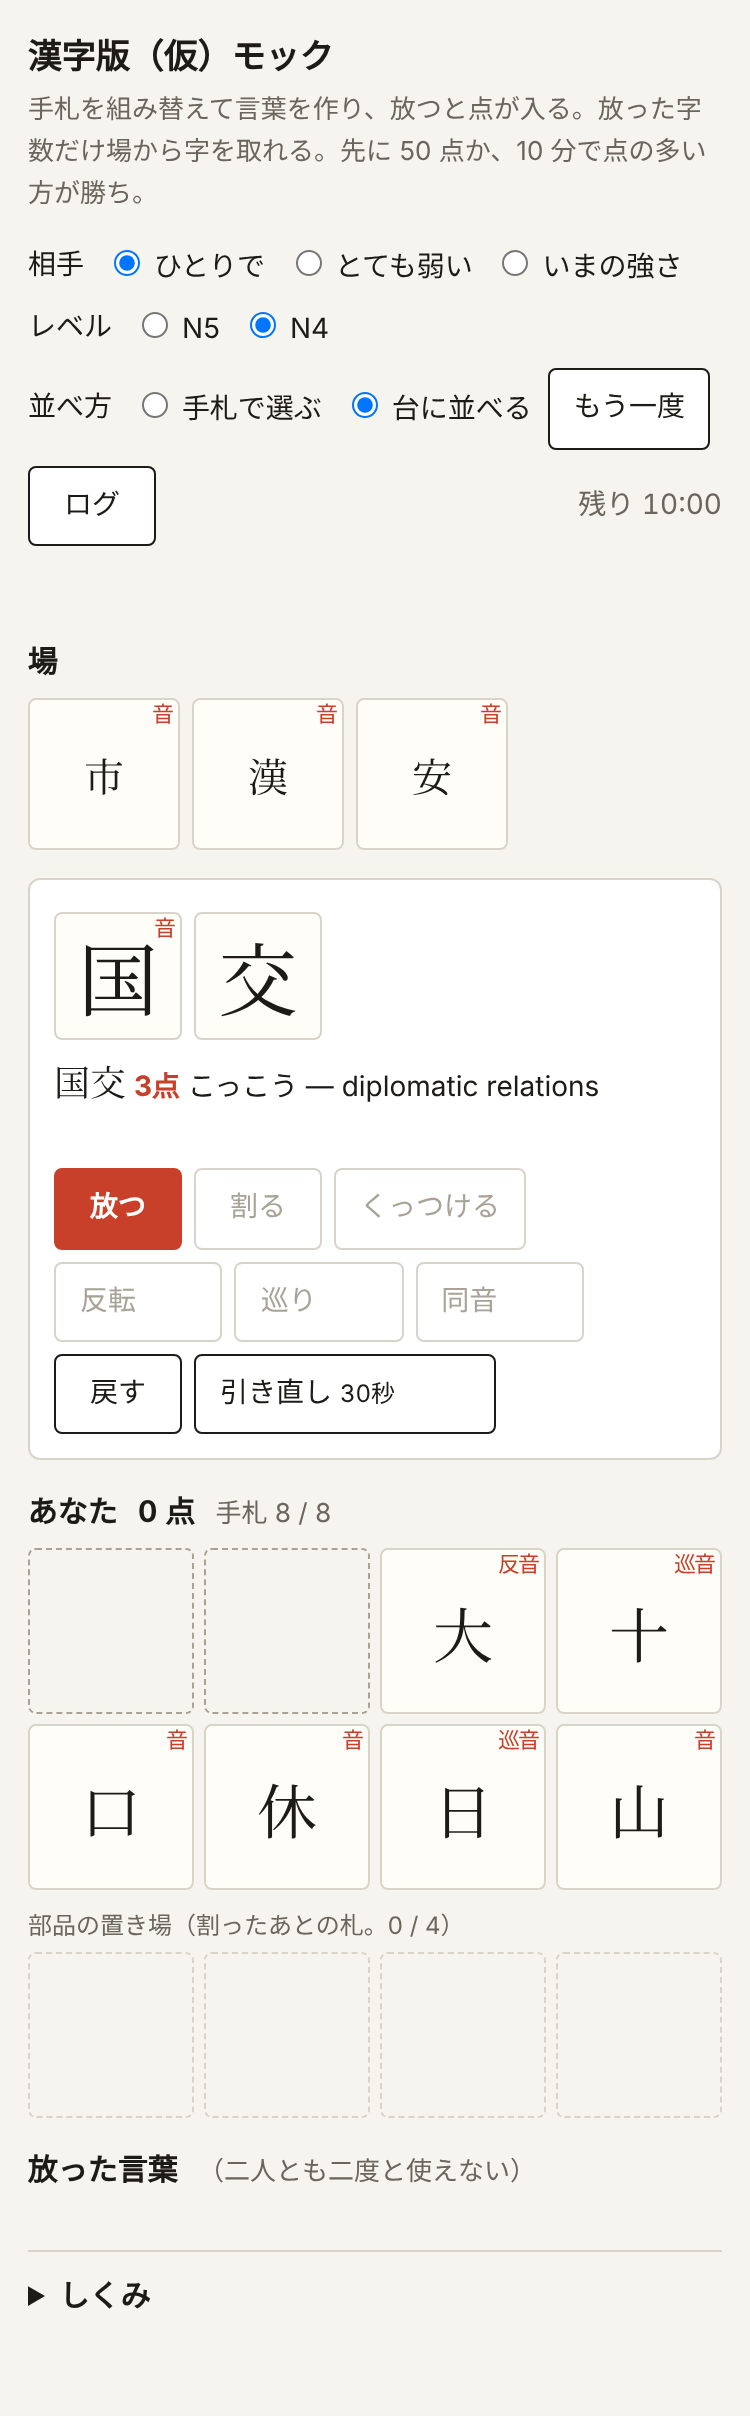 漢字版（仮）モック
手札を組み替えて言葉を作り、放つと点が入る。放った字
数だけ場から字を取れる。先に 50 点か、10 分で点の多い
方が勝ち。
相手 ひとりで とても弱い いまの強さ
レベル N5 N4
並べ方 手札で選ぶ 台に並べる もう一度
ログ 残り 10:00
場
音 音 音
市 漢 安
音
国 交
国交 3点 こっこう — diplomatic relations
放つ 割る くっつける
反転 巡り 同音
戻す 引き直し 30秒
あなた 0 点 手札 8 / 8
反音 巡音
大 十
音 音 巡音 音
口 休 日 山
部品の置き場（割ったあとの札。0 / 4）
放った言葉 （二人とも二度と使えない）
しくみ